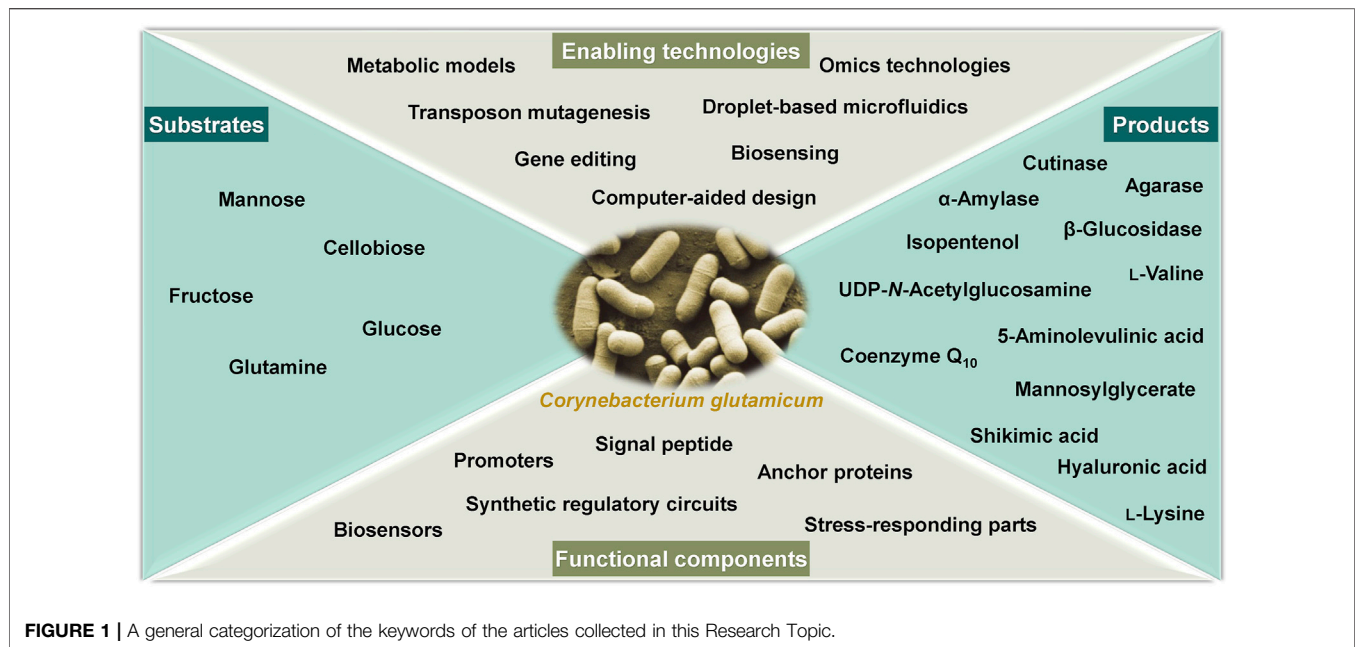 Enabling technologies
Metabolic models
Omics technologies
Transposon mutagenesis
Droplet-based microfluidics
Gene editing
Biosensing
Computer-aided design
Substrates
Mannose
Cellobiose
Fructose
Glucose
Glutamine
Products
Cutinase
Agarase
α-Amylase
β-Glucosidase
Isopentenol
L-Valine
UDP-N-Acetylglucosamine
5-Aminolevulinic acid
Coenzyme Q10
Mannosylglycerate
Shikimic acid
Hyaluronic acid
L-Lysine
Corynebacterium glutamicum
Signal peptide
Promoters
Anchor proteins
Synthetic regulatory circuits
Biosensors
Stress-responding parts
Functional components
FIGURE 1 | A general categorization of the keywords of the articles collected in this Research Topic.